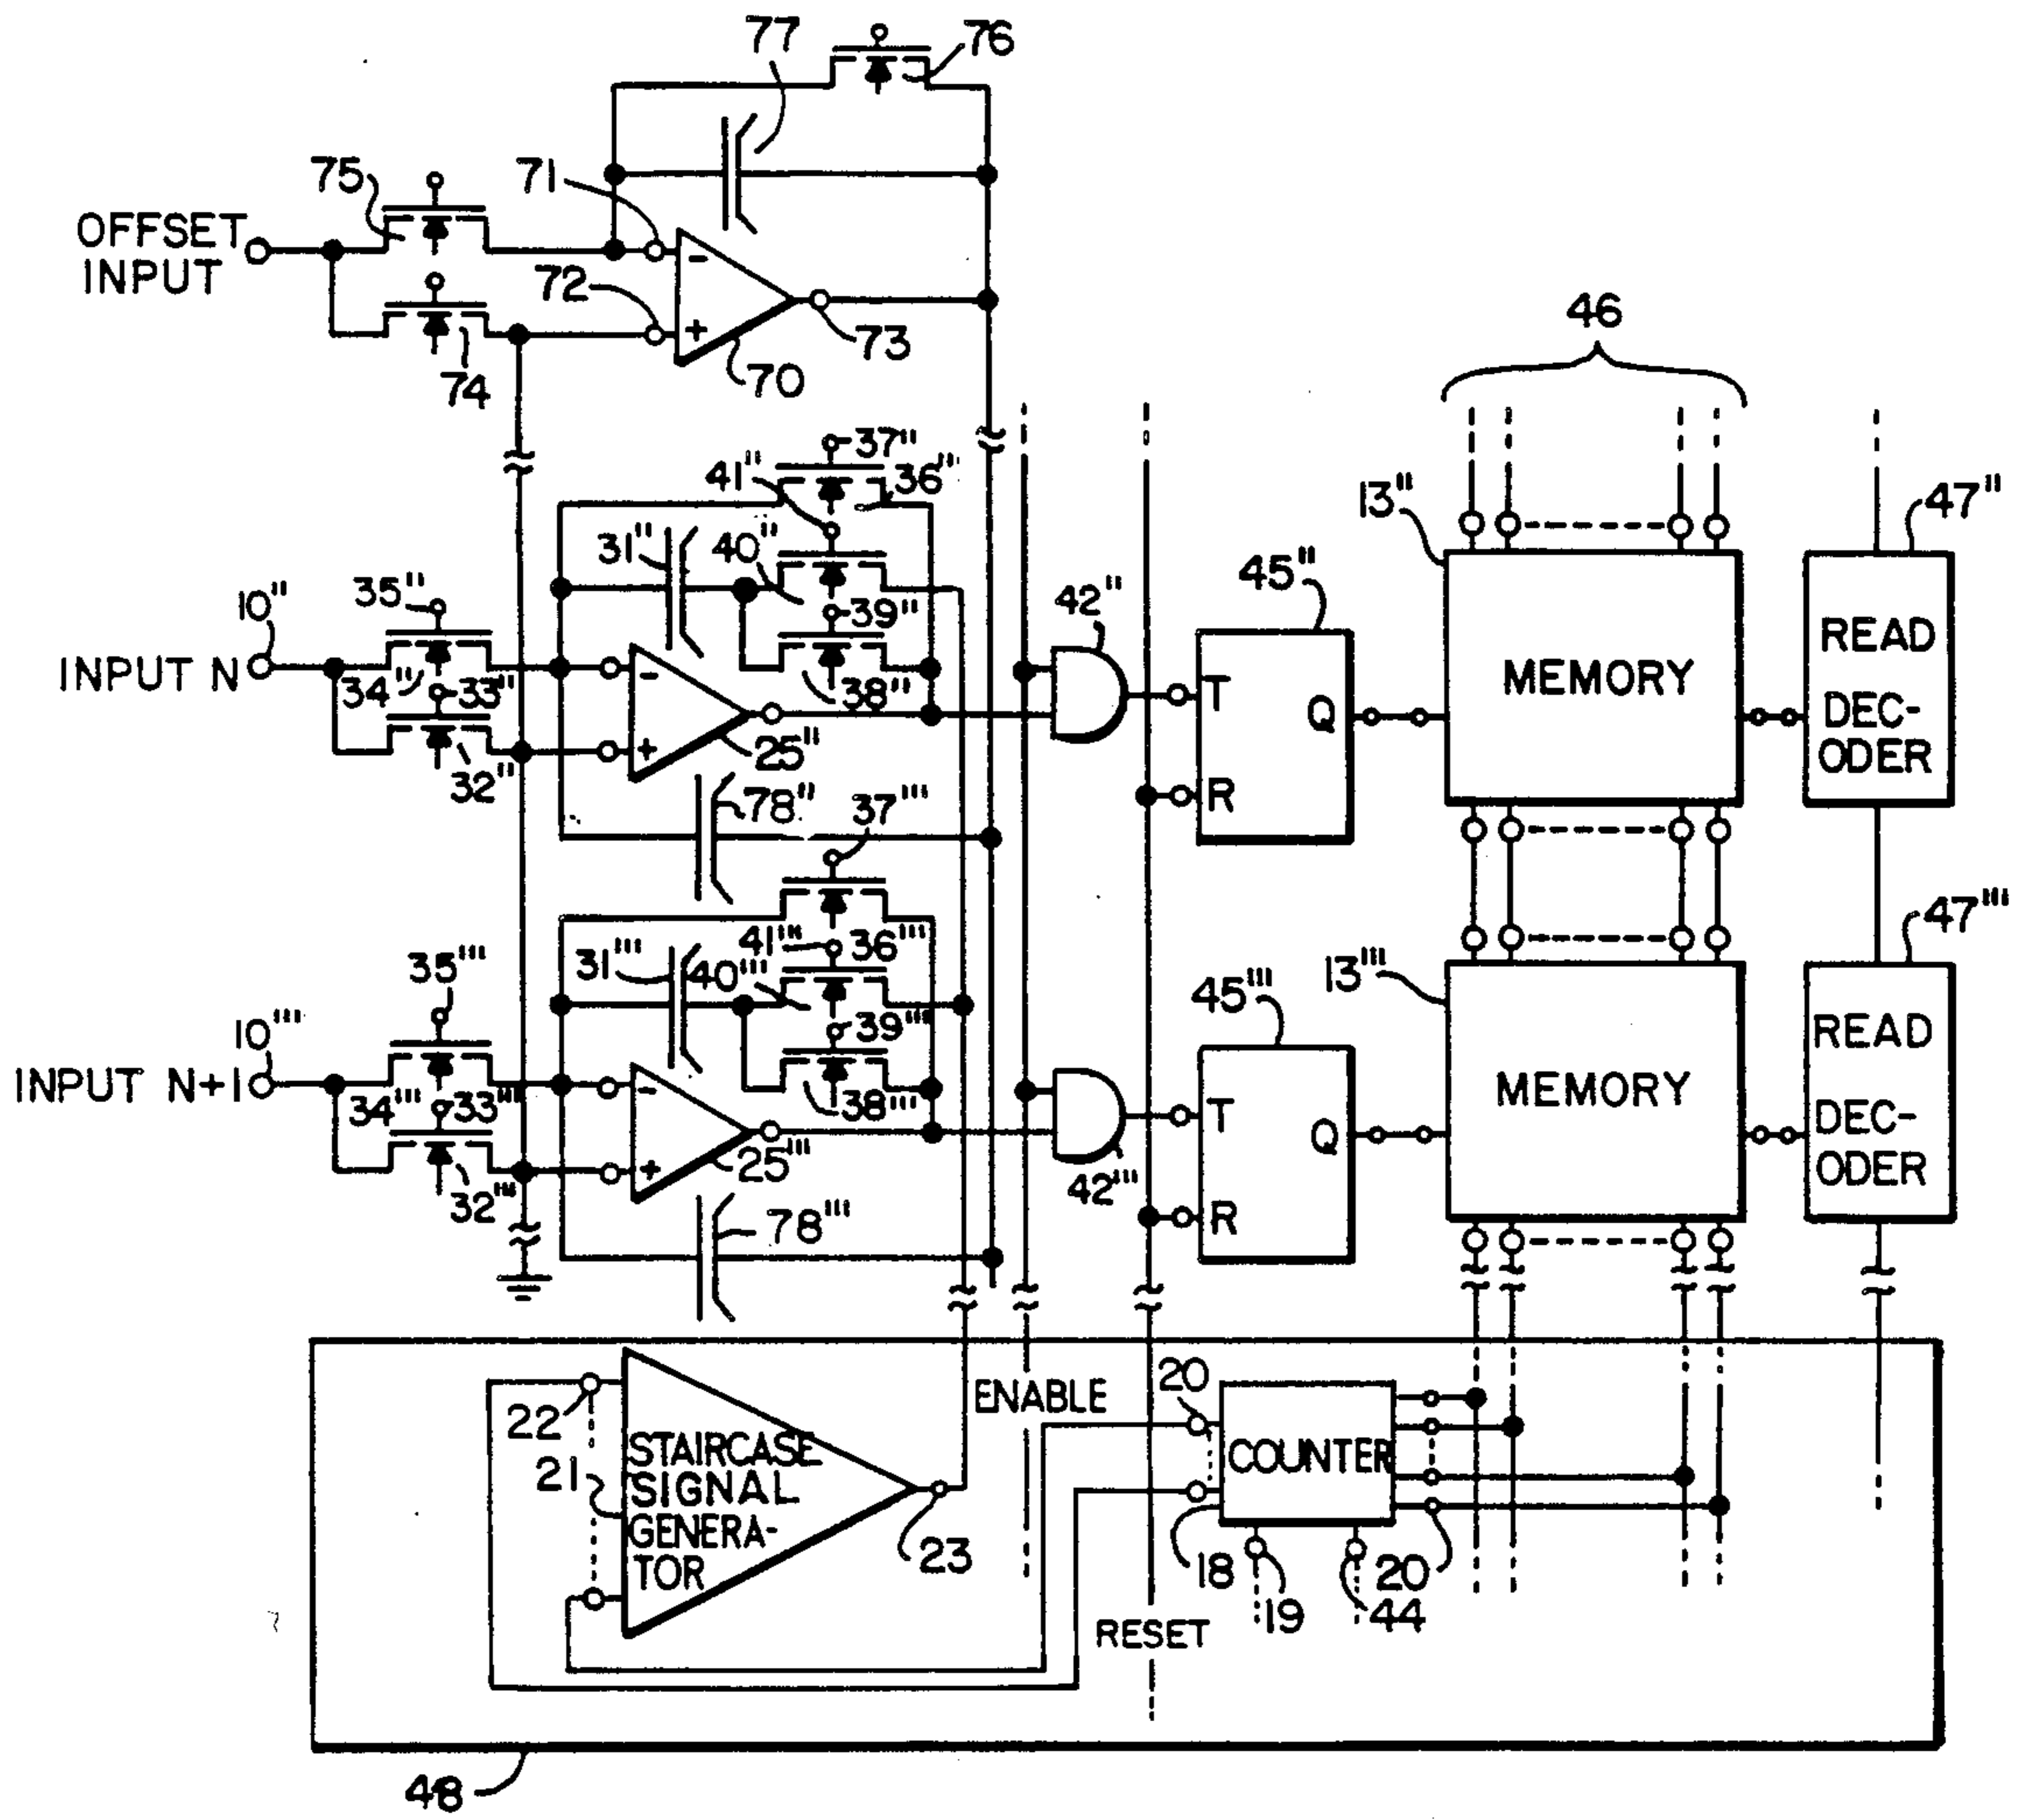 77
76
75
71
OFFSET
INPUT
72
-
+
73
70
74
46
37"
41"
36"
13"
47"
31"
40"
45"
10"
35"
39"
42"
READ
INPUT N
34"
33"
-
38"
T
MEMORY
DEC-
Q
ODER
32"
+
25"
78"
R
37'''
47'''
41'''
36'''
35'''
31'''
40'''
45'''
13'''
10'''
39'''
READ
INPUT N+1
34'''
33'''
-
38'''
T
MEMORY
DEC-
Q
ODER
32'''
+
25'''
42'''
78'''
R
22
ENABLE
20
STAIRCASE
SIGNAL
GENERA-
TOR
21
COUNTER
23
18
20
19
44
RESET
48